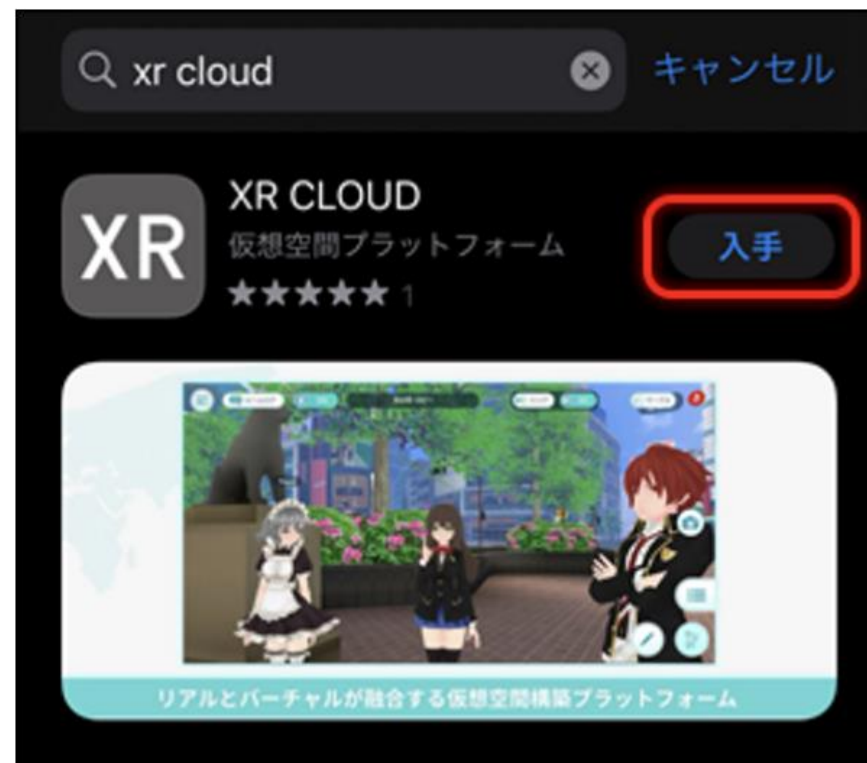 xr cloud
キャンセル
XR
XR CLOUD
仮想空間プラットフォーム
★★★★★ 1
入手
リアルとバーチャルが融合する仮想空間構築プラットフォーム